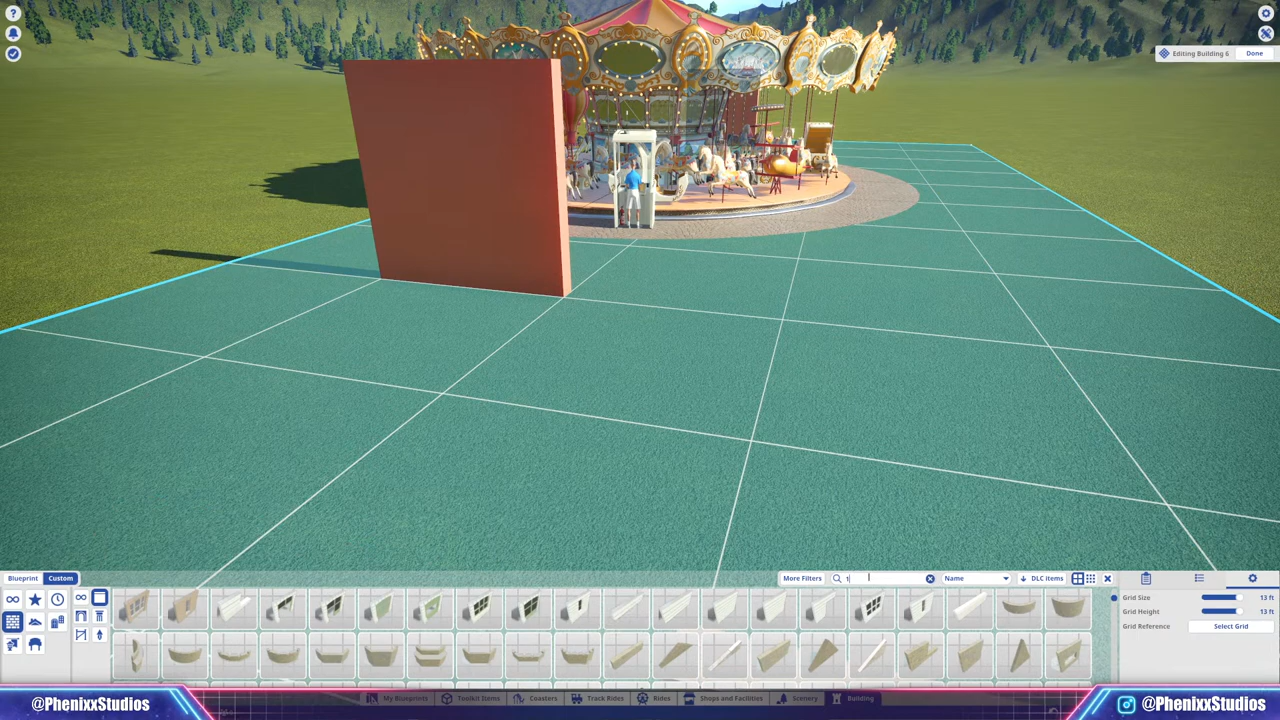 ?
Editing Building 6 Done
Blueprint Custom
More Filters
1
Name
DLC items
Grid Size 13 ft
Grid Height 13 ft
Grid Reference Select Grid
@PhenixxStudios
My Blueprints Toolkit Items Coasters Track Rides Rides Shops and Facilities Scenery Building
@PhenixxStudios